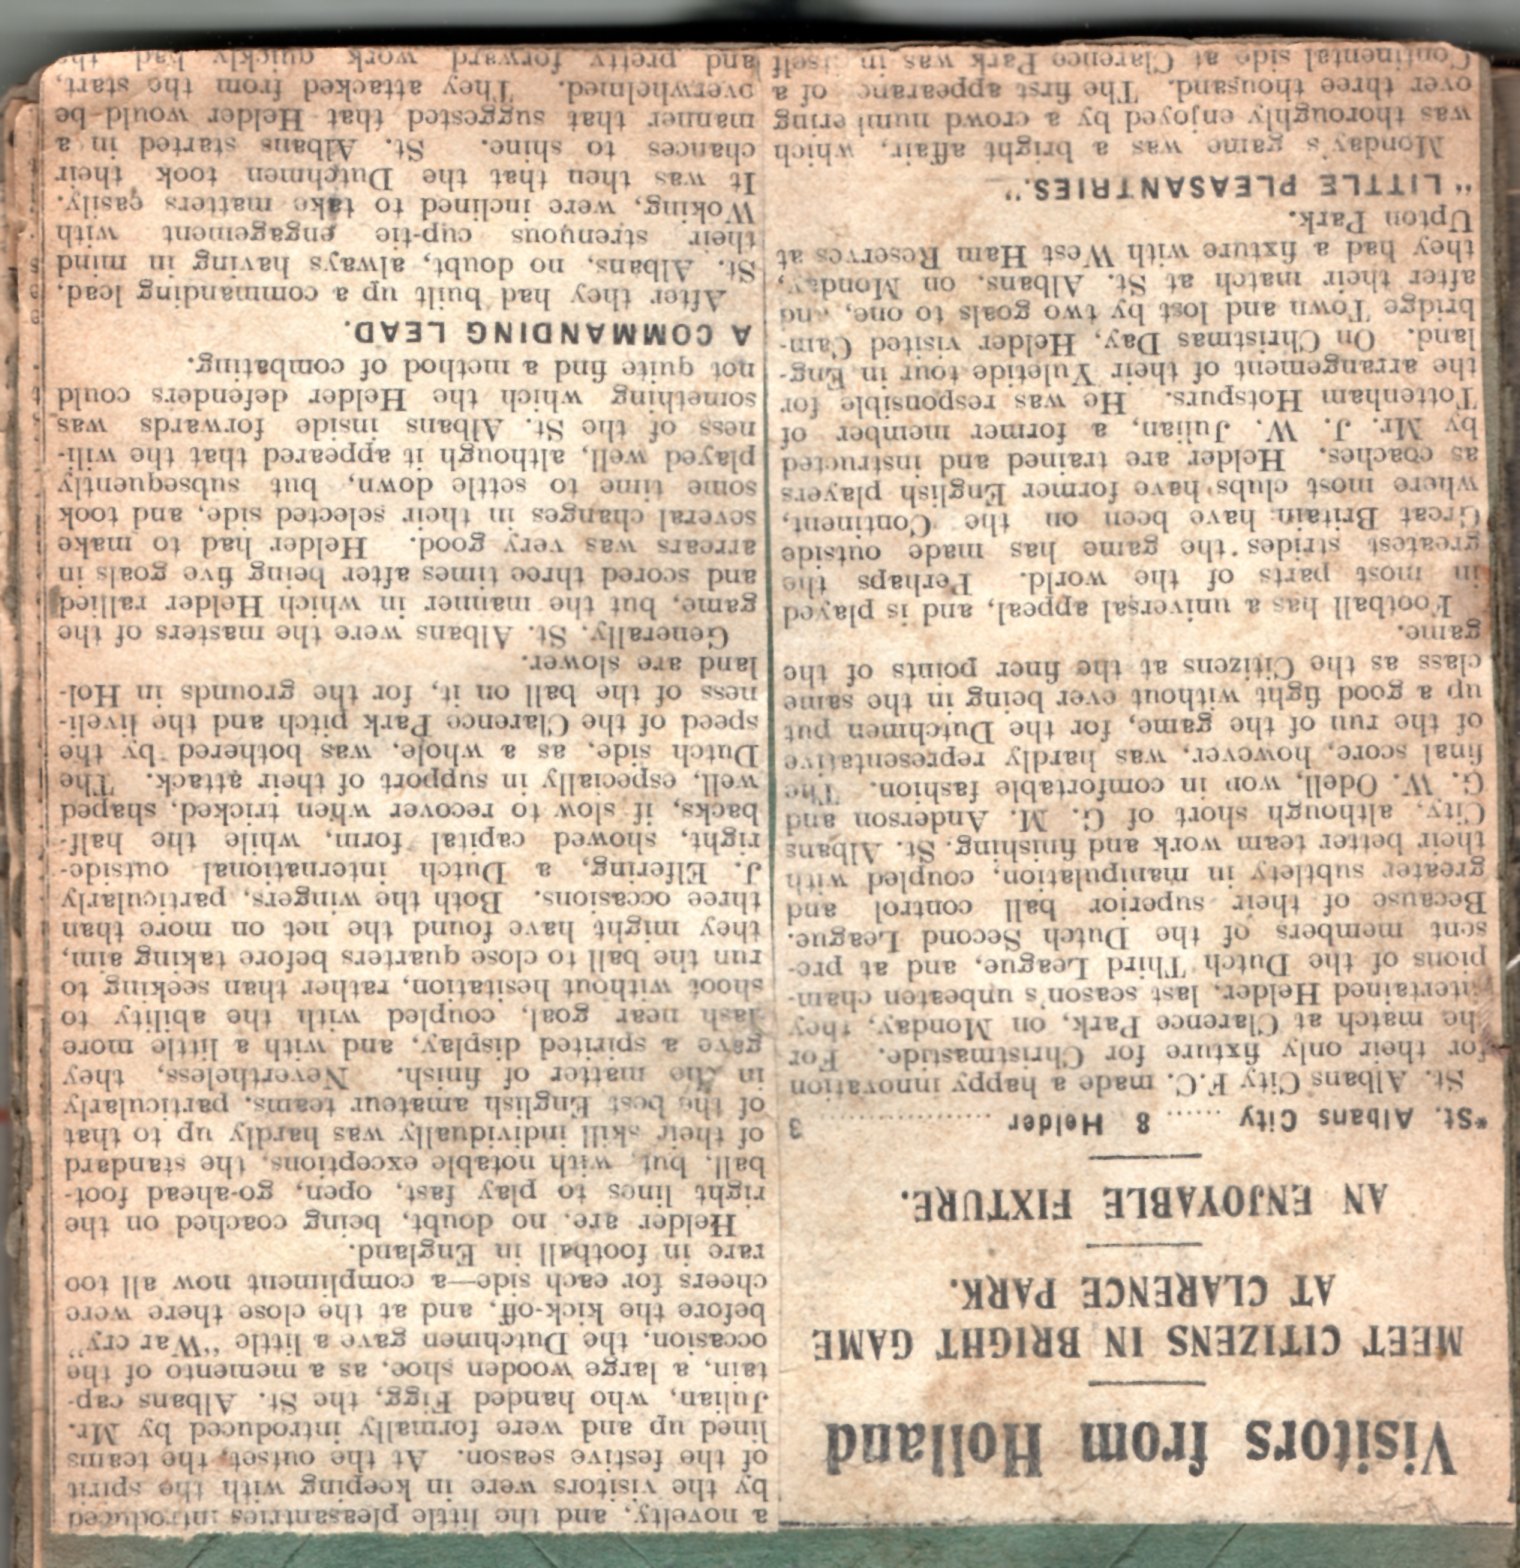 Visitors from Holland
MEET CITIZENS IN BRIGHT GAME
AT CLARENCE PARK.
AN ENJOYABLE FIXTURE.
*St. Albans City ...... 8 Helder .................. 3
St. Albans City F.C. made a happy innovation
for their only fixture for Christmastide. For
the match at Clarence Park, on Monday, they
entertained Helder, last season's unbeaten cham-
pions of the Dutch Third League, and at pre-
sent members of the Dutch Second League.
Because of their superior ball control and
greater subtlety in manipulation, coupled with
their better team work and finishing. St. Albans
City, although short of G. M. Anderson and
G. W. Odell, won in comfortable fashion. The
final score, however, was hardly representative
of the run of the game, for the Dutchmen put
up a good fight without ever being in the same
class as the Citizens at the finer points of the
game.
Football has a universal appeal, and is played
in most parts of the world. Perhaps the
greatest strides the game has made outside
Great Britain have been on the Continent,
where most clubs have former English players
as coaches. Helder are trained and instructed
by Mr. J. W. Julian, a former member of
Tottenham Hotspurs. He was responsible for
the arrangement of their Yuletide tour in Eng-
land. On Christmas Day, Helder visited Cam-
bridge Town and lost by two goals to one, and
after their match at St. Albans, on Monday,
they had a fixture with West Ham Reserves at
Upton Park.
"LITTLE PLEASANTRIES."
Monday's game was a bright affair, which
was thoroughly enjoyed by a crowd numbering
over three thousand. The first appearance of a
Continental side at Clarence Park was in itself
a novelty, and the little pleasantries introduced
by the visitors were in keeping with the spirit
of the festive season. At the outset, the teams
lined up and were formally introduced by Mr.
Julian, who handed Figg, the St. Albans cap-
tain, a large wooden shoe, as a memento of the
occasion, the Dutchmen gave a little "War cry"
before the kick-off, and at the close there were
cheers for each side—a compliment now all too
rare in football in England.
Helder are, no doubt, being coached on the
right lines to play fast, open, go-ahead foot-
ball, but, with notable exceptions, the standard
of their skill individually was hardly up to that
of the best English amateur teams, particularly
in the matter of finish. Nevertheless, they
gave a spirited display, and with a little more
dash near goal, coupled with the ability to
shoot without hesitation, rather than seeking to
run the ball to close quarters before taking aim,
they might have found the net on more than
three occasions. Both the wingers, particularly
J. Elfering, a Dutch international outside-
right, showed capital form, while the half-
backs, if slow to recover when tricked, shaped
well, especially in support of their attack. The
Dutch side, as a whole, was bothered by the
speed of the Clarence Park pitch and the liveli-
ness of the ball on it, for the grounds in Hol-
land are slower.
Generally, St. Albans were the masters of the
game, but the manner in which Helder rallied
and scored three times after being five goals in
arrears was very good. Helder had to make
several changes in their selected side, and took
some time to settle down, but subsequently
played well, although it appeared that the wili-
ness of the St. Albans inside forwards was
something which the Helder defenders could
not quite find a method of combating.
A COMMANDING LEAD.
After they had built up a commanding lead,
St. Albans, no doubt, always having in mind
their strenuous cup-tie engagement with
Woking, were inclined to take matters easily.
It was then that the Dutchmen took their
chances to shine. St. Albans started in a
manner that suggested that Helder would be
overwhelmed. They attacked from the start,
and pretty forward work quickly had the